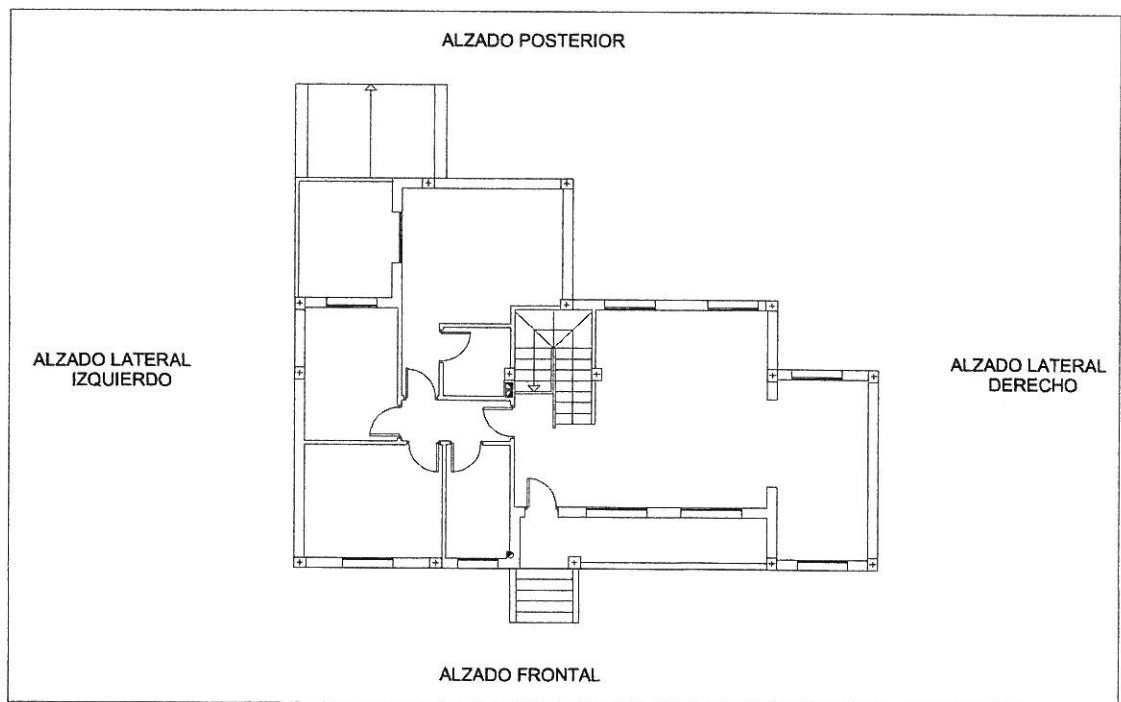 ALZADO POSTERIOR
ALZADO LATERAL
IZQUIERDO
ALZADO LATERAL
DERECHO
ALZADO FRONTAL